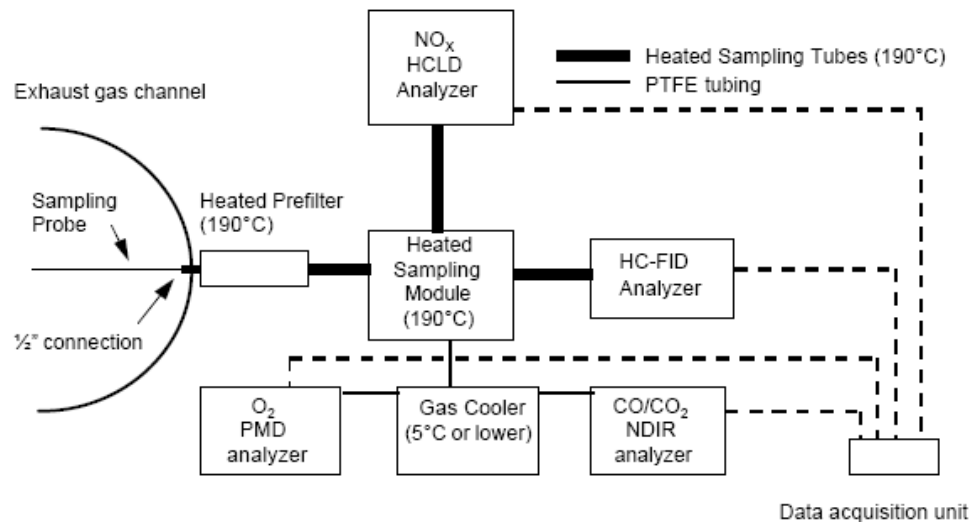 NOx
HCLD
Analyzer
Heated Sampling Tubes (190°C)
PTFE tubing
Exhaust gas channel
Sampling
Probe
Heated Prefilter
(190°C)
Heated
Sampling
Module
(190°C)
HC-FID
Analyzer
½” connection
O2
PMD
analyzer
Gas Cooler
(5°C or lower)
CO/CO2
NDIR
analyzer
Data acquisition unit